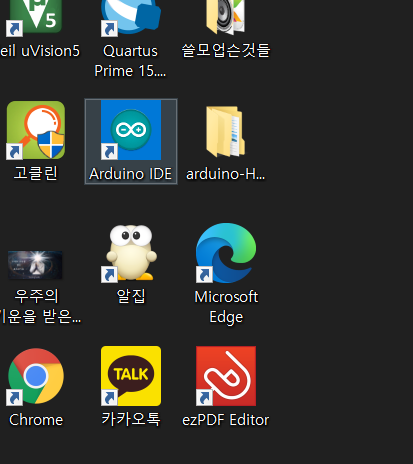 5
eil uVision5
Quartus
Prime 15....
쓸모업슨것들
고클린
Arduino IDE
arduino-H...
우주의
기운을 받은...
알집
Microsoft
Edge
TALK
Chrome
카카오톡
ezPDF Editor